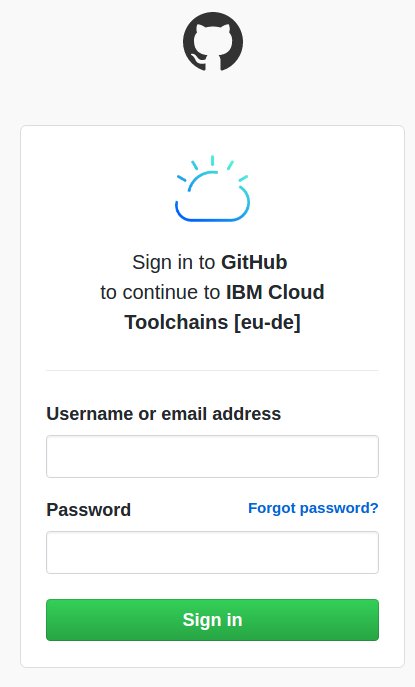 Sign in to GitHub
to continue to IBM Cloud
Toolchains [eu-de]
Username or email address
Password Forgot password?
Sign in